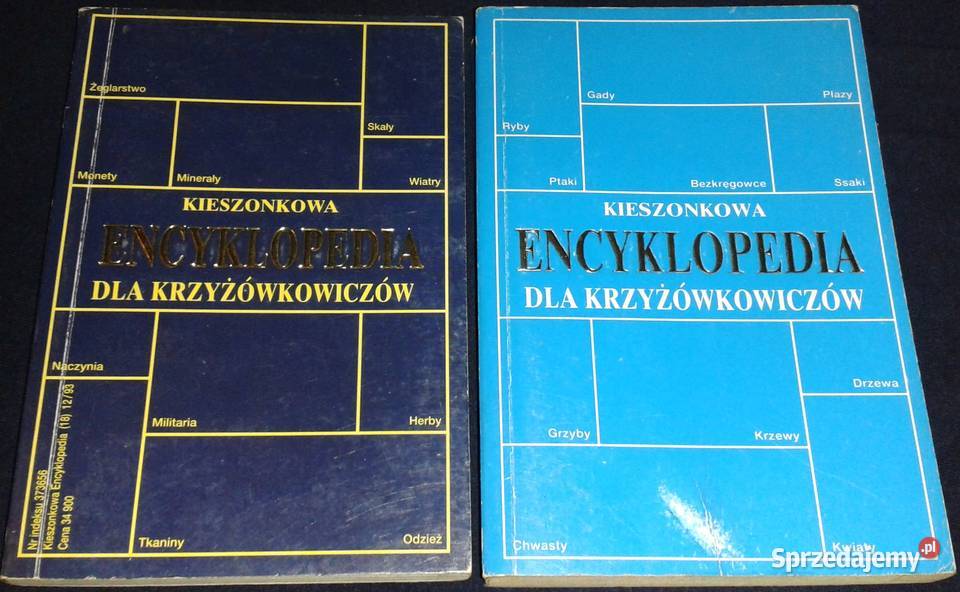 Żeglarstwo
Skały
Monety
Minerały
Wiatry
KIESZONKOWA
ENCYKLOPEDIA
DLA KRZYŻÓWKOWICZÓW
Naczynia
Militaria
Herby
Tkaniny
Odzież
Nr indeksu 373656
Kieszonkowa Encyklopedia (18) 12/93
Cena 34 900
Gady
Płazy
Ryby
Ptaki
Bezkręgowce
Ssaki
KIESZONKOWA
ENCYKLOPEDIA
DLA KRZYŻÓWKOWICZÓW
Drzewa
Grzyby
Krzewy
Chwasty
Kwiaty
Sprzedajemy.pl